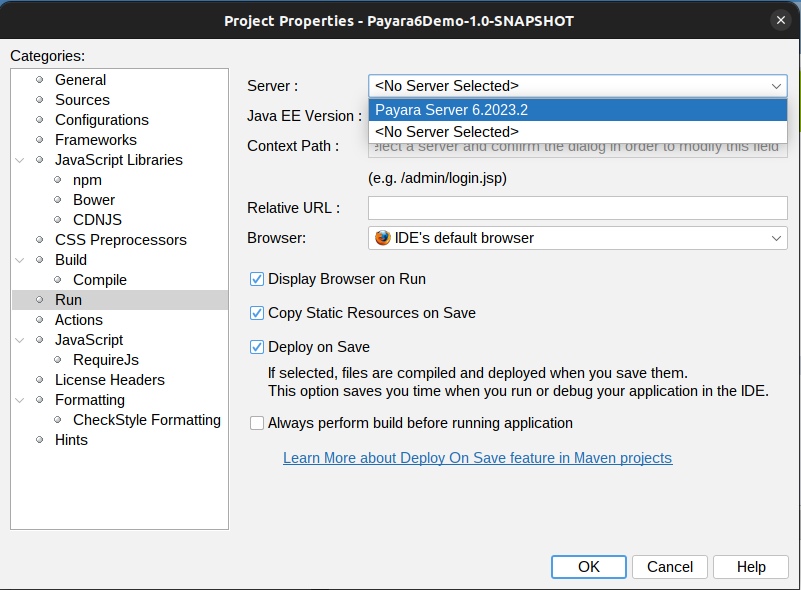 Project Properties - Payara6Demo-1.0-SNAPSHOT
Categories:
General
Sources
Configurations
Frameworks
JavaScript Libraries
npm
Bower
CDNJS
CSS Preprocessors
Build
Compile
Run
Actions
JavaScript
RequireJs
License Headers
Formatting
CheckStyle Formatting
Hints
Server : <No Server Selected>
Payara Server 6.2023.2
Java EE Version :
<No Server Selected>
Context Path : elect a server and confirm the dialog in order to modify this field
(e.g. /admin/login.jsp)
Relative URL :
Browser: IDE's default browser
Display Browser on Run
Copy Static Resources on Save
Deploy on Save
If selected, files are compiled and deployed when you save them.
This option saves you time when you run or debug your application in the IDE.
Always perform build before running application
Learn More about Deploy On Save feature in Maven projects
OK Cancel Help